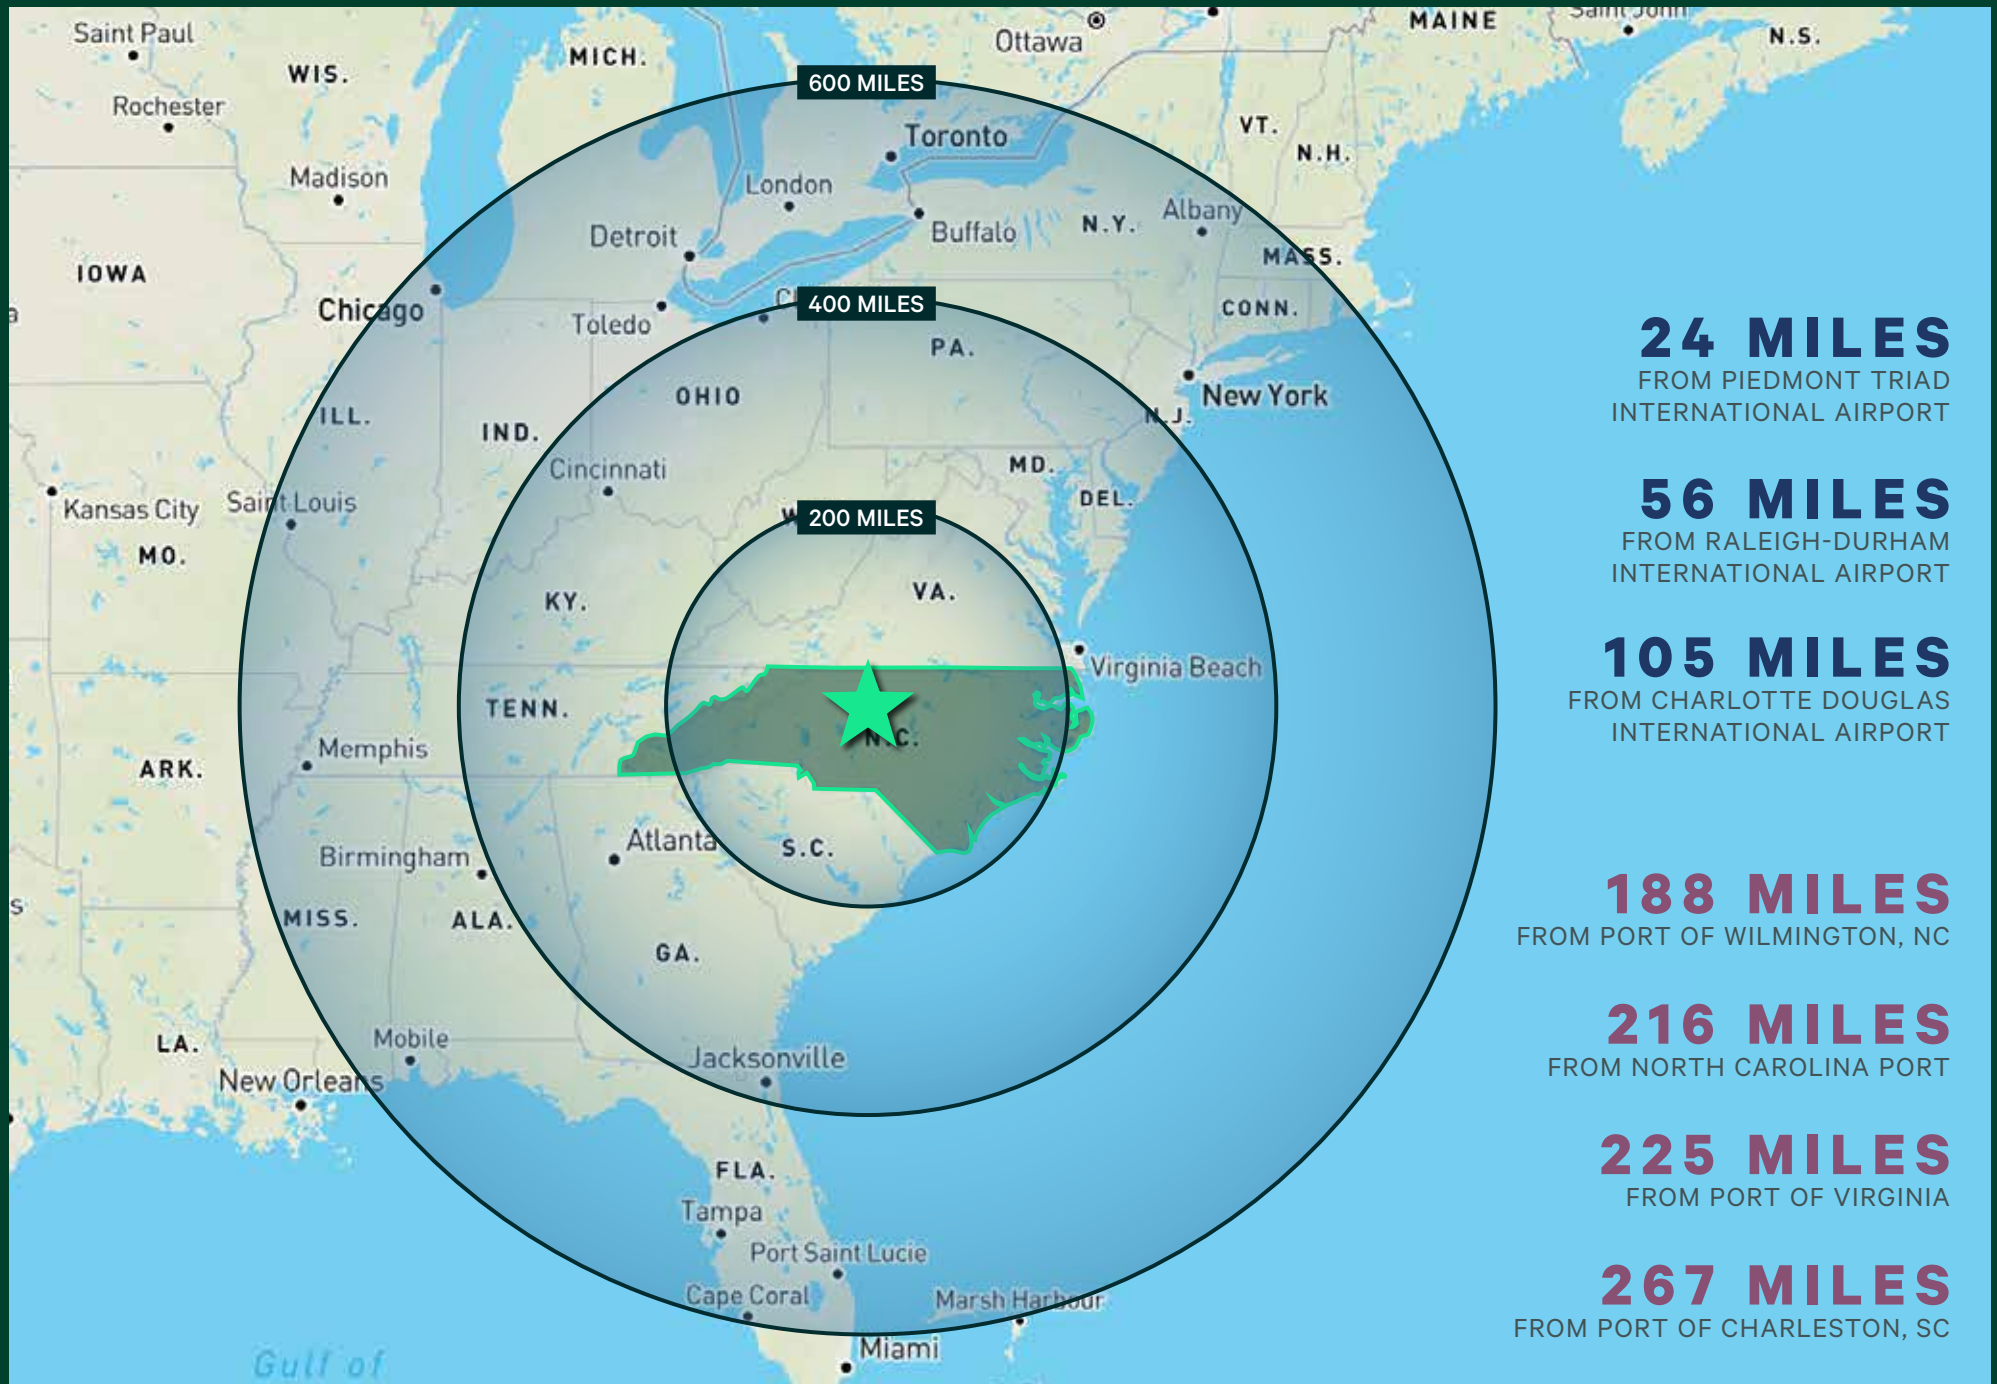 Saint Paul
Rochester
WIS.
MICH.
Ottawa
MAINE
Saint John
N.S.
600 MILES
VT.
N.H.
Toronto
Madison
London
Detroit
Buffalo
N.Y.
Albany
MASS.
IOWA
Chicago
Toledo
400 MILES
CONN.
PA.
OHIO
New York
N.J.
ILL.
IND.
Cincinnati
MD.
DEL.
Kansas City
Saint Louis
200 MILES
MO.
KY.
VA.
Virginia Beach
TENN.
N.C.
Memphis
ARK.
Atlanta
S.C.
Birmingham
MISS.
ALA.
GA.
LA.
Mobile
Jacksonville
New Orleans
FLA.
Tampa
Port Saint Lucie
Cape Coral
Marsh Harbour
Miami
Gulf of
24 MILES
FROM PIEDMONT TRIAD
INTERNATIONAL AIRPORT
56 MILES
FROM RALEIGH-DURHAM
INTERNATIONAL AIRPORT
105 MILES
FROM CHARLOTTE DOUGLAS
INTERNATIONAL AIRPORT
188 MILES
FROM PORT OF WILMINGTON, NC
216 MILES
FROM NORTH CAROLINA PORT
225 MILES
FROM PORT OF VIRGINIA
267 MILES
FROM PORT OF CHARLESTON, SC